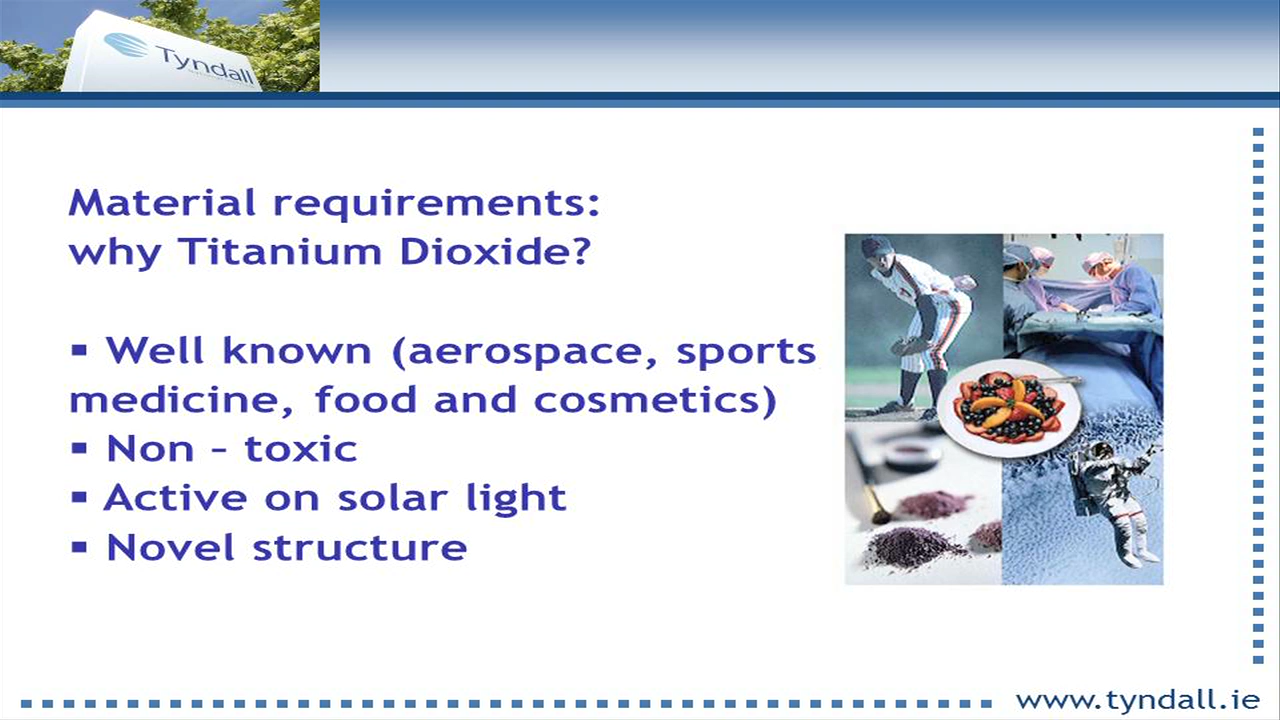 Tyndall
Material requirements:
why Titanium Dioxide?
▪ Well known (aerospace, sports
medicine, food and cosmetics)
▪ Non – toxic
▪ Active on solar light
▪ Novel structure
www.tyndall.ie